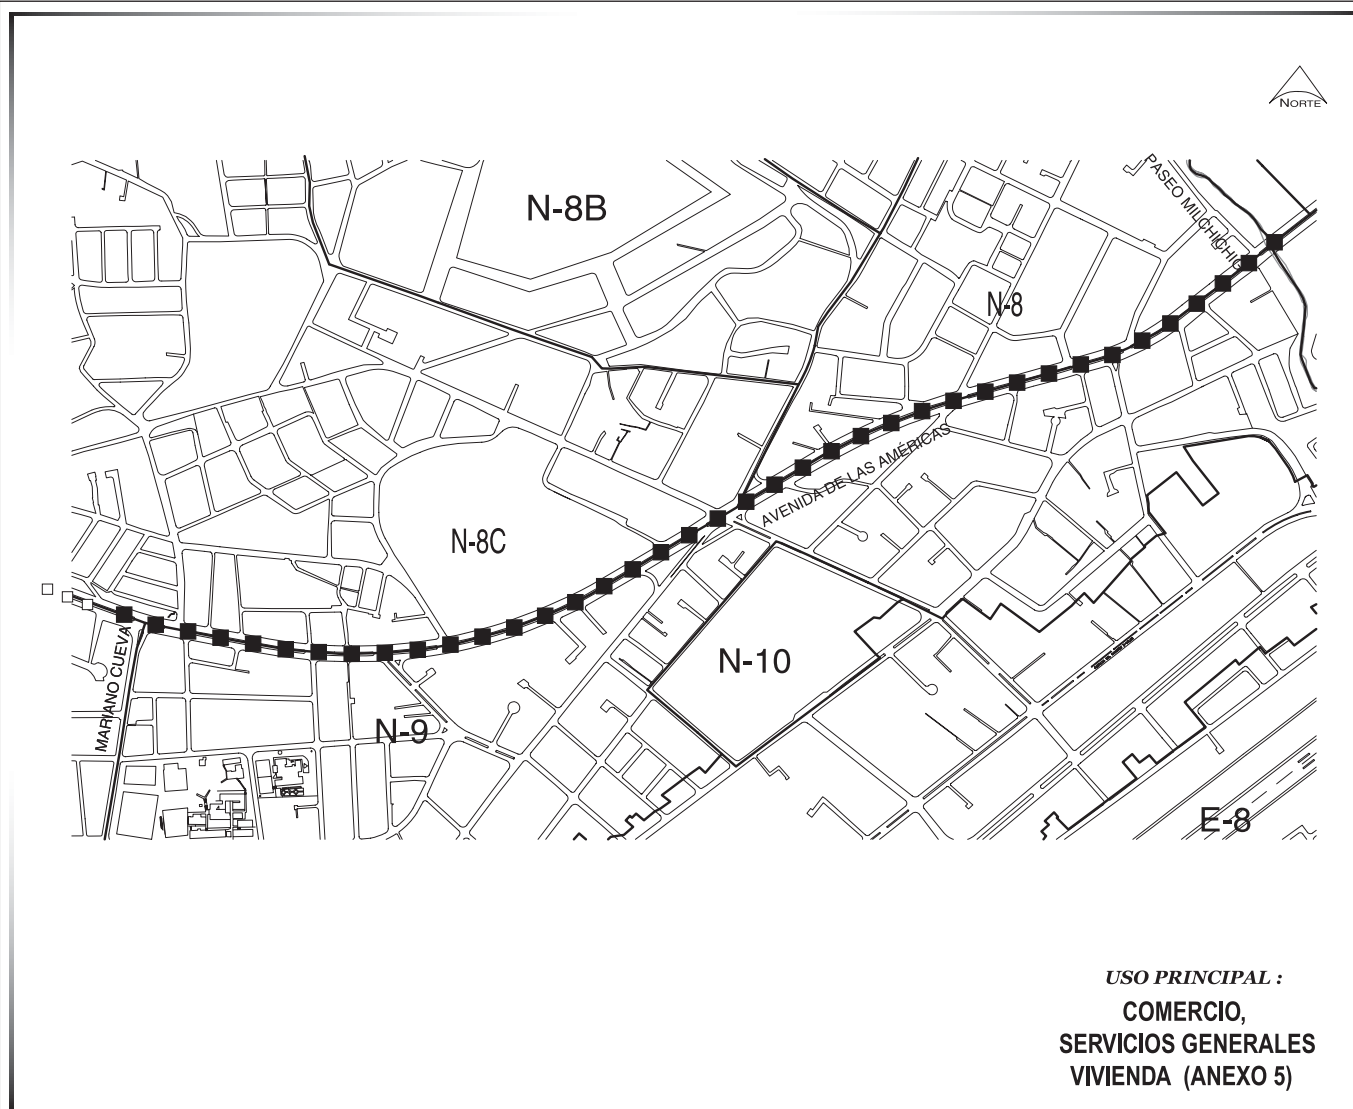 NORTE
PASEO MILCHICHIG
N-8B
N-8
AVENIDA DE LAS AMÉRICAS
N-8C
MARIANO CUEVA
N-10
N-9
E-8
USO PRINCIPAL :
COMERCIO,
SERVICIOS GENERALES
VIVIENDA (ANEXO 5)